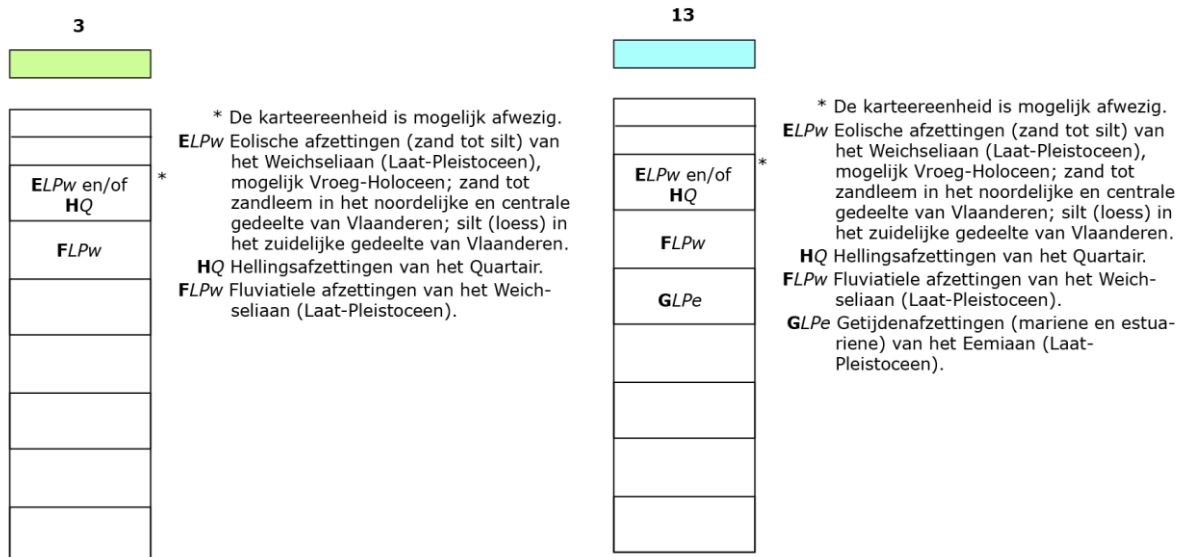 3
ELPw en/of
HQ
*
FLPw
* De karteereenheid is mogelijk afwezig.
ELPw Eolische afzettingen (zand tot silt) van
het Weichseliaan (Laat-Pleistoceen),
mogelijk Vroeg-Holoceen; zand tot
zandleem in het noordelijke en centrale
gedeelte van Vlaanderen; silt (loess) in
het zuidelijke gedeelte van Vlaanderen.
HQ Hellingsafzettingen van het Quartair.
FLPw Fluviatiele afzettingen van het Weich-
seliaan (Laat-Pleistoceen).
13
ELPw en/of
HQ
*
FLPw
GLPe
* De karteereenheid is mogelijk afwezig.
ELPw Eolische afzettingen (zand tot silt) van
het Weichseliaan (Laat-Pleistoceen),
mogelijk Vroeg-Holoceen; zand tot
zandleem in het noordelijke en centrale
gedeelte van Vlaanderen; silt (loess) in
het zuidelijke gedeelte van Vlaanderen.
HQ Hellingsafzettingen van het Quartair.
FLPw Fluviatiele afzettingen van het Weich-
seliaan (Laat-Pleistoceen).
GLPe Getijdenafzettingen (mariene en estua-
riene) van het Eemiaan (Laat-
Pleistoceen).